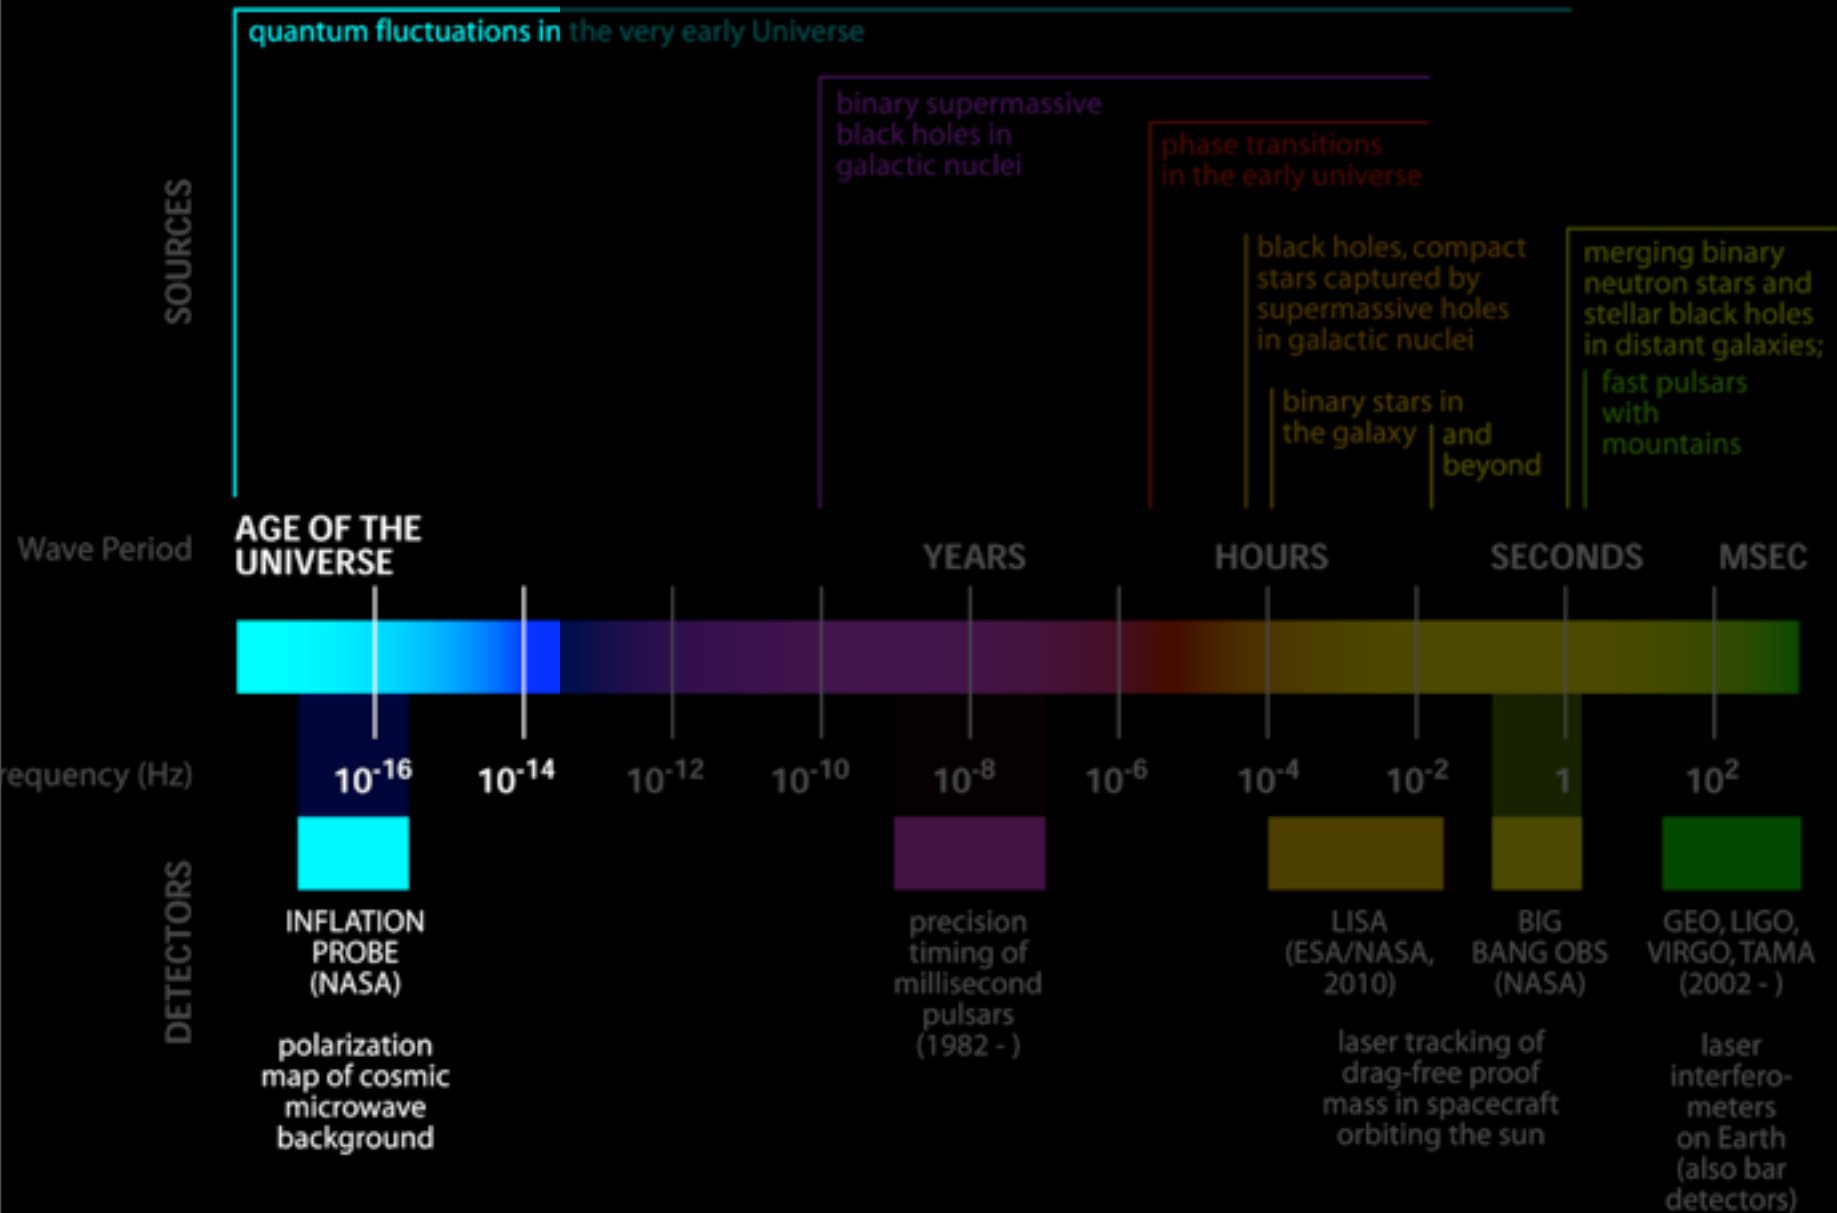 quantum fluctuations in the very early Universe
binary supermassive
black holes in
galactic nuclei
phase transitions
in the early universe
SOURCES
black holes, compact
stars captured by
supermassive holes
in galactic nuclei
merging binary
neutron stars and
stellar black holes
in distant galaxies;
fast pulsars
with
mountains
binary stars in
the galaxy
and
beyond
Wave Period
AGE OF THE
UNIVERSE
YEARS
HOURS
SECONDS
MSEC
requency (Hz)
10⁻¹⁶
10⁻¹⁴
10⁻¹²
10⁻¹⁰
10⁻⁸
10⁻⁶
10⁻⁴
10⁻²
1
10²
DETECTORS
INFLATION
PROBE
(NASA)
polarization
map of cosmic
microwave
background
precision
timing of
millisecond
pulsars
(1982 - )
LISA
(ESA/NASA,
2010)
BIG
BANG OBS
(NASA)
laser tracking of
drag-free proof
mass in spacecraft
orbiting the sun
GEO, LIGO,
VIRGO, TAMA
(2002 - )
laser
interfero-
meters
on Earth
(also bar
detectors)